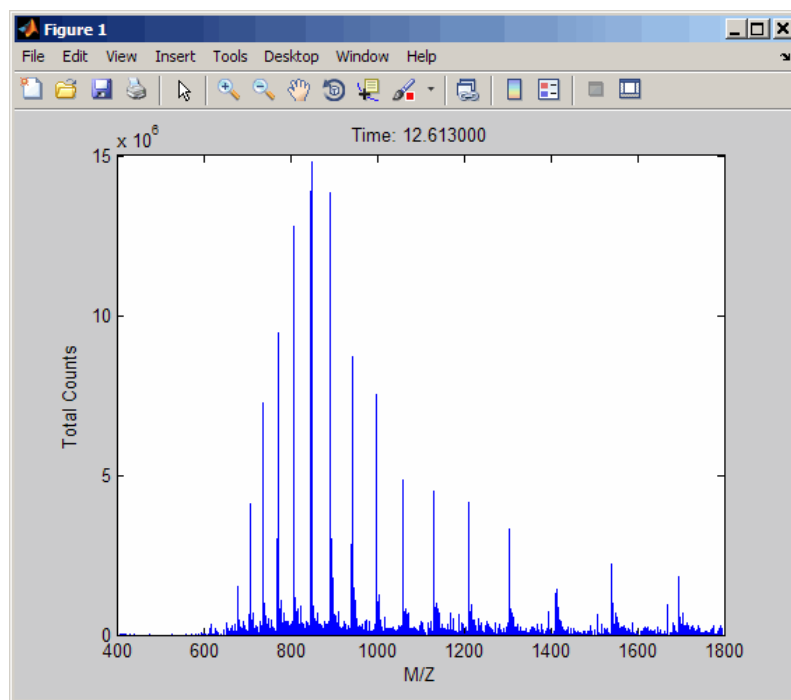 Figure 1
File Edit View Insert Tools Desktop Window Help
x 10^6
Time: 12.613000
15
10
5
0
Total Counts
400 600 800 1000 1200 1400 1600 1800
M/Z